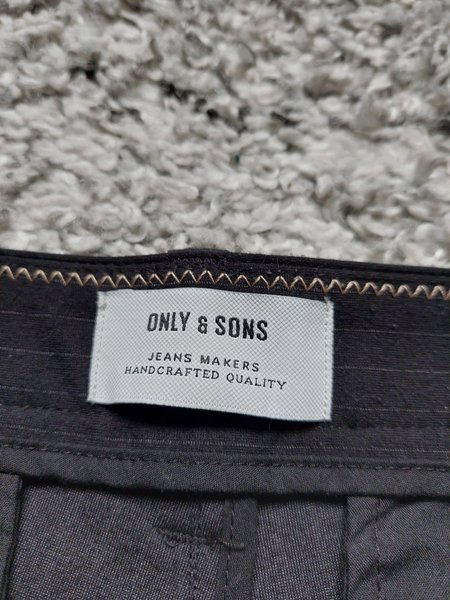 ONLY & SONS
JEANS MAKERS
HANDCRAFTED QUALITY